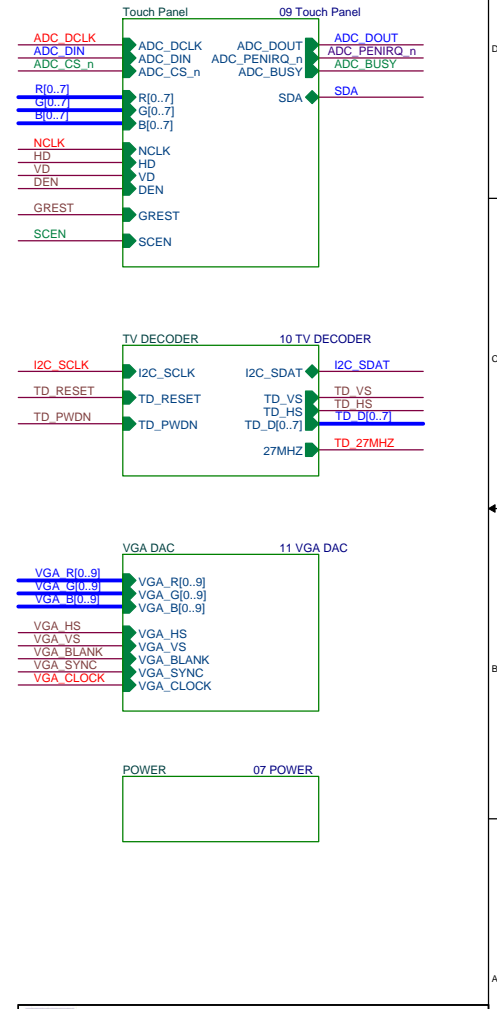 Touch Panel 09 Touch Panel
ADC_DCLK ADC_DCLK ADC_DOUT ADC_DOUT
ADC_DIN ADC_DIN ADC_PENIRQ_n ADC_PENIRQ_n
ADC_CS_n ADC_CS_n ADC_BUSY ADC_BUSY
R[0..7] R[0..7] SDA SDA
G[0..7] G[0..7]
B[0..7] B[0..7]
NCLK NCLK
HD HD
VD VD
DEN DEN
GREST GREST
SCEN SCEN
TV DECODER 10 TV DECODER
I2C_SCLK I2C_SCLK I2C_SDAT I2C_SDAT
TD_RESET TD_RESET TD_VS TD_VS
TD_HS TD_HS
TD_PWDN TD_PWDN TD_D[0..7] TD_D[0..7]
27MHZ TD_27MHZ
VGA DAC 11 VGA DAC
VGA_R[0..9] VGA_R[0..9]
VGA_G[0..9] VGA_G[0..9]
VGA_B[0..9] VGA_B[0..9]
VGA_HS VGA_HS
VGA_VS VGA_VS
VGA_BLANK VGA_BLANK
VGA_SYNC VGA_SYNC
VGA_CLOCK VGA_CLOCK
POWER 07 POWER
D
C
B
A